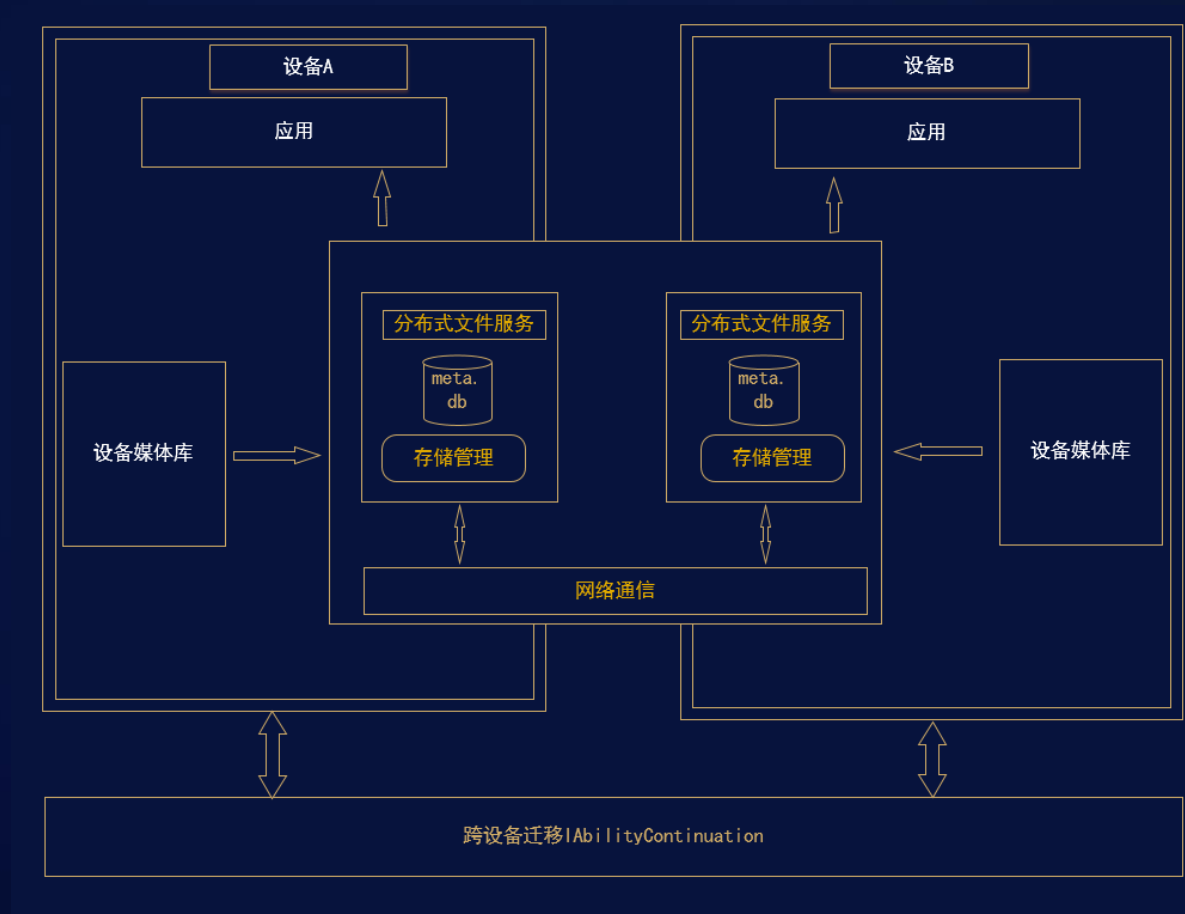 设备A
设备B
应用
应用
分布式文件服务
分布式文件服务
meta.
db
meta.
db
设备媒体库
存储管理
存储管理
设备媒体库
网络通信
跨设备迁移IAbilityContinuation